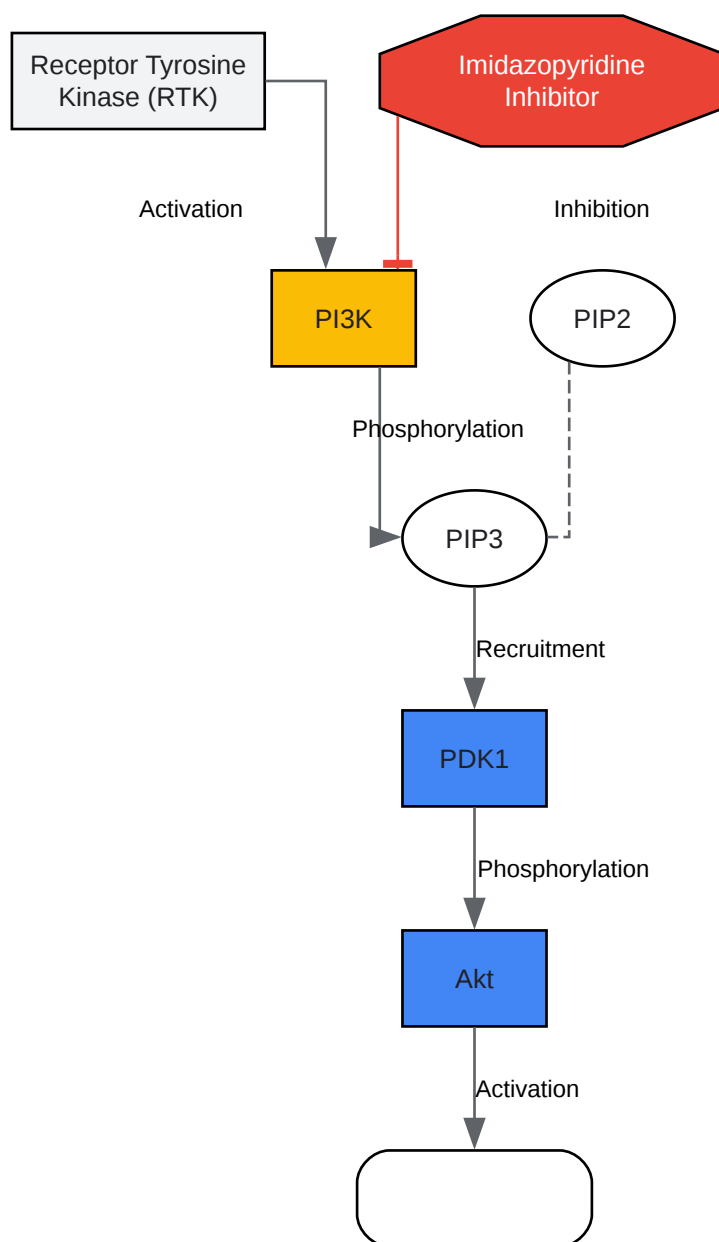 Receptor Tyrosine
Kinase (RTK)
Imidazopyridine
Inhibitor
Activation
Inhibition
PI3K
PIP2
Phosphorylation
PIP3
Recruitment
PDK1
Phosphorylation
Akt
Activation